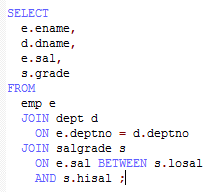 SELECT
e.ename,
d.dname,
e.sal,
s.grade
FROM
emp e
JOIN dept d
ON e.deptno = d.deptno
JOIN salgrade s
ON e.sal BETWEEN s.losal
AND s.hisal ;